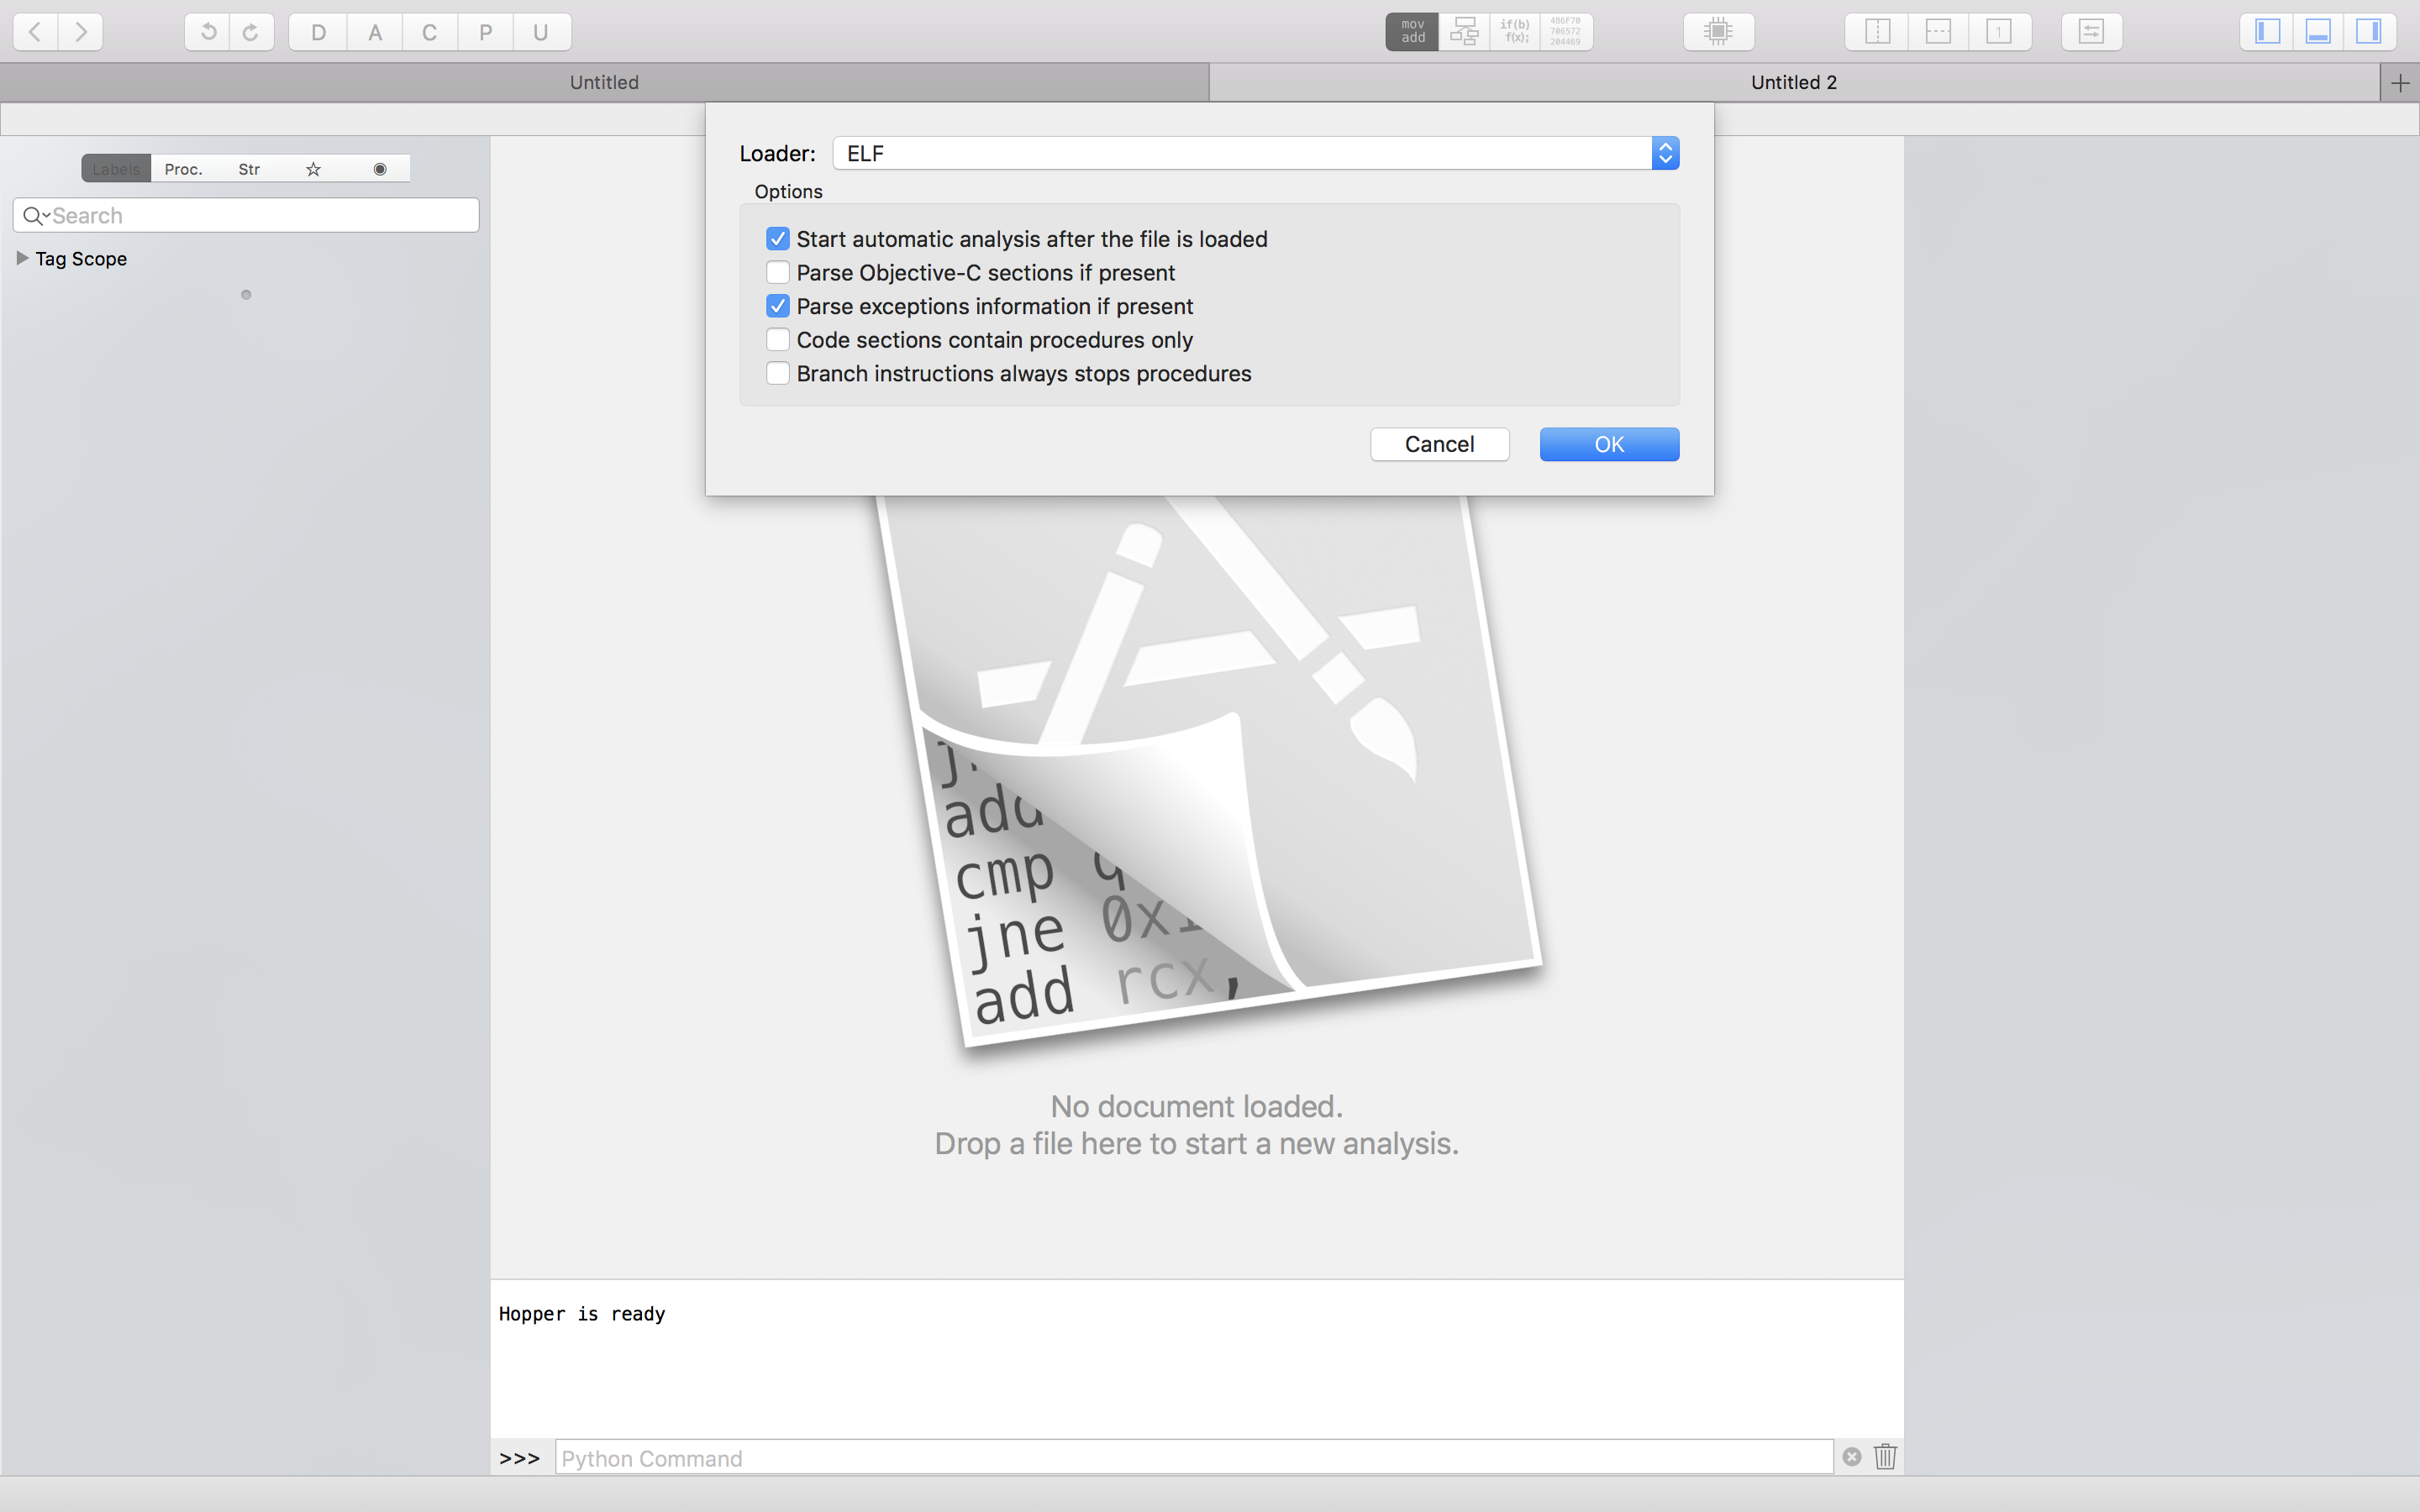 D A C P U
mov
add
if(b)
f(x);
486F70
706572
204469
1
Untitled
Untitled 2
Loader: ELF
Options
Start automatic analysis after the file is loaded
Parse Objective-C sections if present
Parse exceptions information if present
Code sections contain procedures only
Branch instructions always stops procedures
Cancel OK
Labels Proc. Str
Search
Tag Scope
add
cmp
jne
add rcx,
No document loaded.
Drop a file here to start a new analysis.
Hopper is ready
>>> Python Command